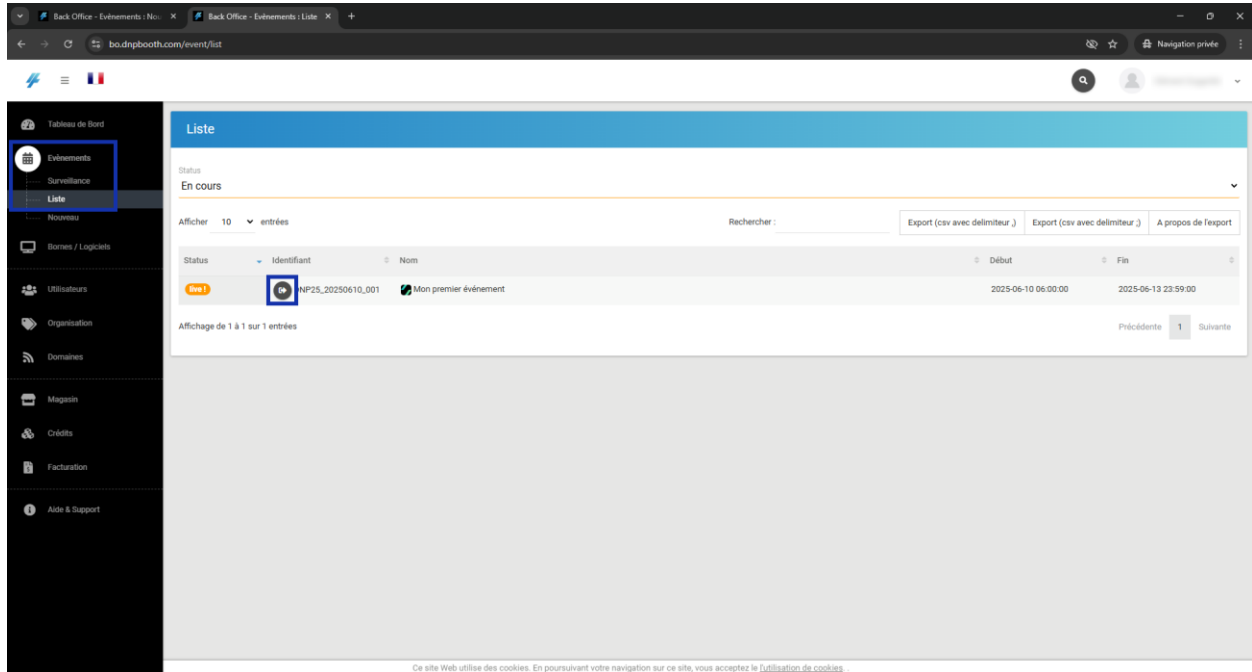 Back Office - Evènements : Nou
Back Office - Evènements : Liste
bo.dnpbooth.com/event/list
Navigation privée
Tableau de Bord
Evènements
Surveillance
Liste
Nouveau
Bornes / Logiciels
Utilisateurs
Organisation
Domaines
Magasin
Crédits
Facturation
Aide & Support
Liste
Status
En cours
Afficher 10 entrées
Rechercher :
Export (csv avec delimiteur ,) Export (csv avec delimiteur ;) A propos de l'export
Status Identifiant Nom Début Fin
live ! NP25_20250610_001 Mon premier événement 2025-06-10 06:00:00 2025-06-13 23:59:00
Affichage de 1 à 1 sur 1 entrées
Précédente 1 Suivante
Ce site Web utilise des cookies. En poursuivant votre navigation sur ce site, vous acceptez le l'utilisation de cookies. .